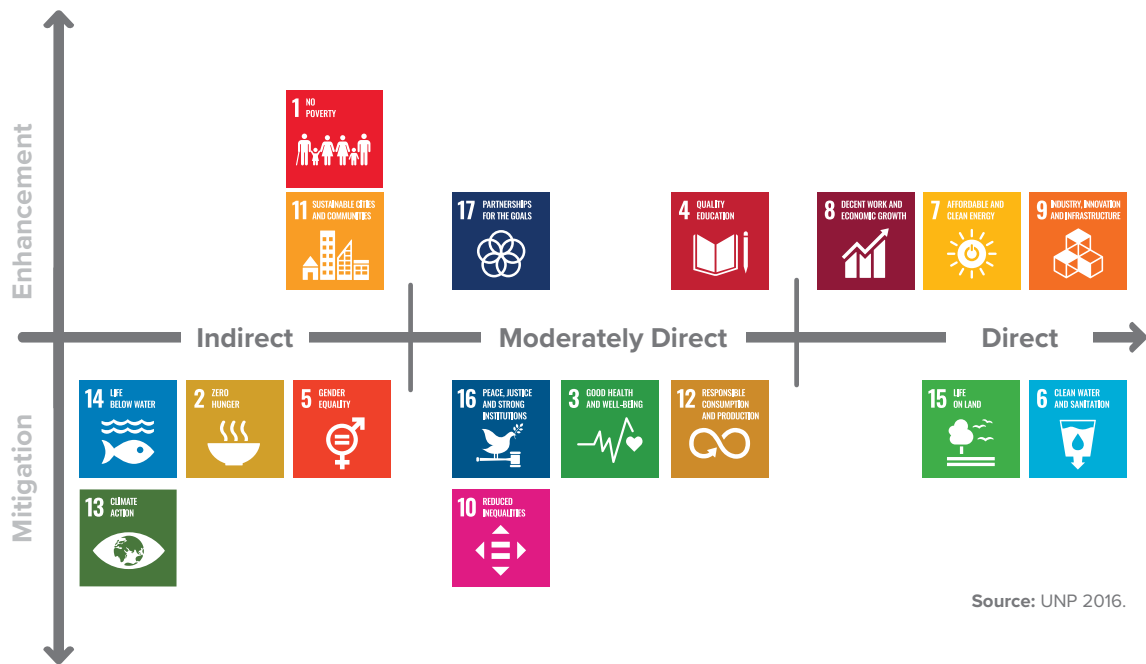 Enhancement
1 NO
POVERTY
11 SUSTAINABLE CITIES
AND COMMUNITIES
17 PARTNERSHIPS
FOR THE GOALS
4 QUALITY
EDUCATION
8 DECENT WORK AND
ECONOMIC GROWTH
7 AFFORDABLE AND
CLEAN ENERGY
9 INDUSTRY, INNOVATION
AND INFRASTRUCTURE
Indirect
Moderately Direct
Direct
Mitigation
14 LIFE
BELOW WATER
2 ZERO
HUNGER
5 GENDER
EQUALITY
16 PEACE, JUSTICE
AND STRONG
INSTITUTIONS
3 GOOD HEALTH
AND WELL-BEING
12 RESPONSIBLE
CONSUMPTION
AND PRODUCTION
15 LIFE
ON LAND
6 CLEAN WATER
AND SANITATION
13 CLIMATE
ACTION
10 REDUCED
INEQUALITIES
Source: UNP 2016.